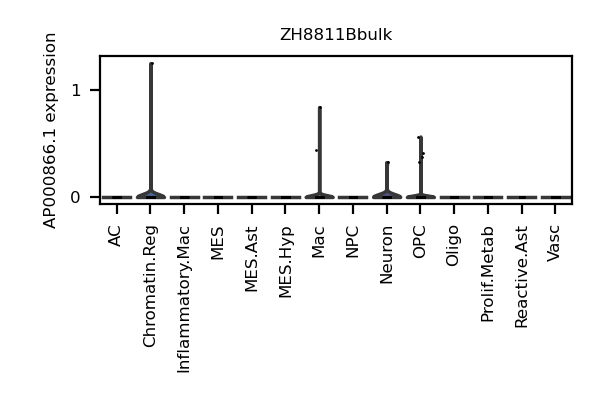 ZH8811Bbulk
AP000866.1 expression
1
0
AC
Chromatin.Reg
Inflammatory.Mac
MES
MES.Ast
MES.Hyp
Mac
NPC
Neuron
OPC
Oligo
Prolif.Metab
Reactive.Ast
Vasc